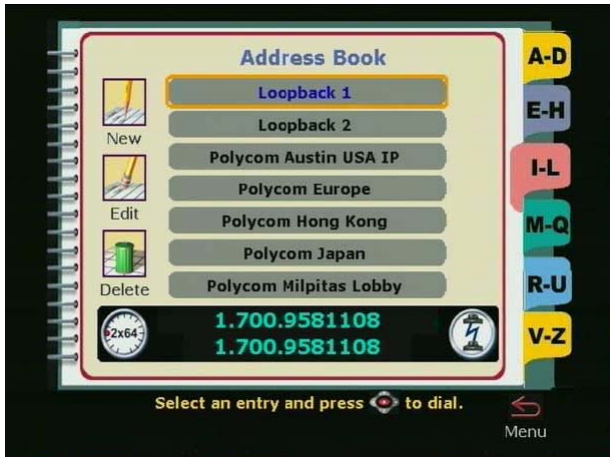 Address Book
A-D
E-H
I-L
M-Q
R-U
V-Z
New
Edit
Delete
Loopback 1
Loopback 2
Polycom Austin USA IP
Polycom Europe
Polycom Hong Kong
Polycom Japan
Polycom Milpitas Lobby
2x64
1.700.9581108
1.700.9581108
Select an entry and press to dial.
Menu